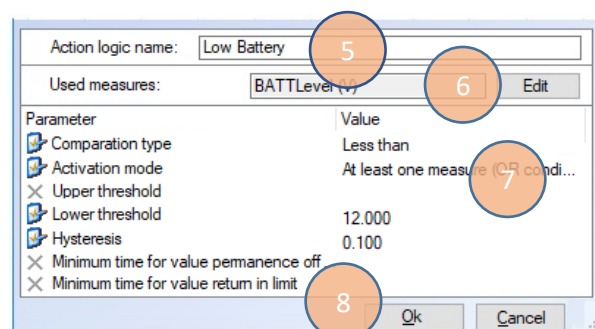 Action logic name: Low Battery 5
Used measures: BATTLevel (V) 6 Edit
Parameter Value
Comparation type Less than
Activation mode At least one measure (OR condi...
7
Upper threshold
Lower threshold 12.000
Hysteresis 0.100
Minimum time for value permanence off...
Minimum time for value return in limit
8 Ok Cancel